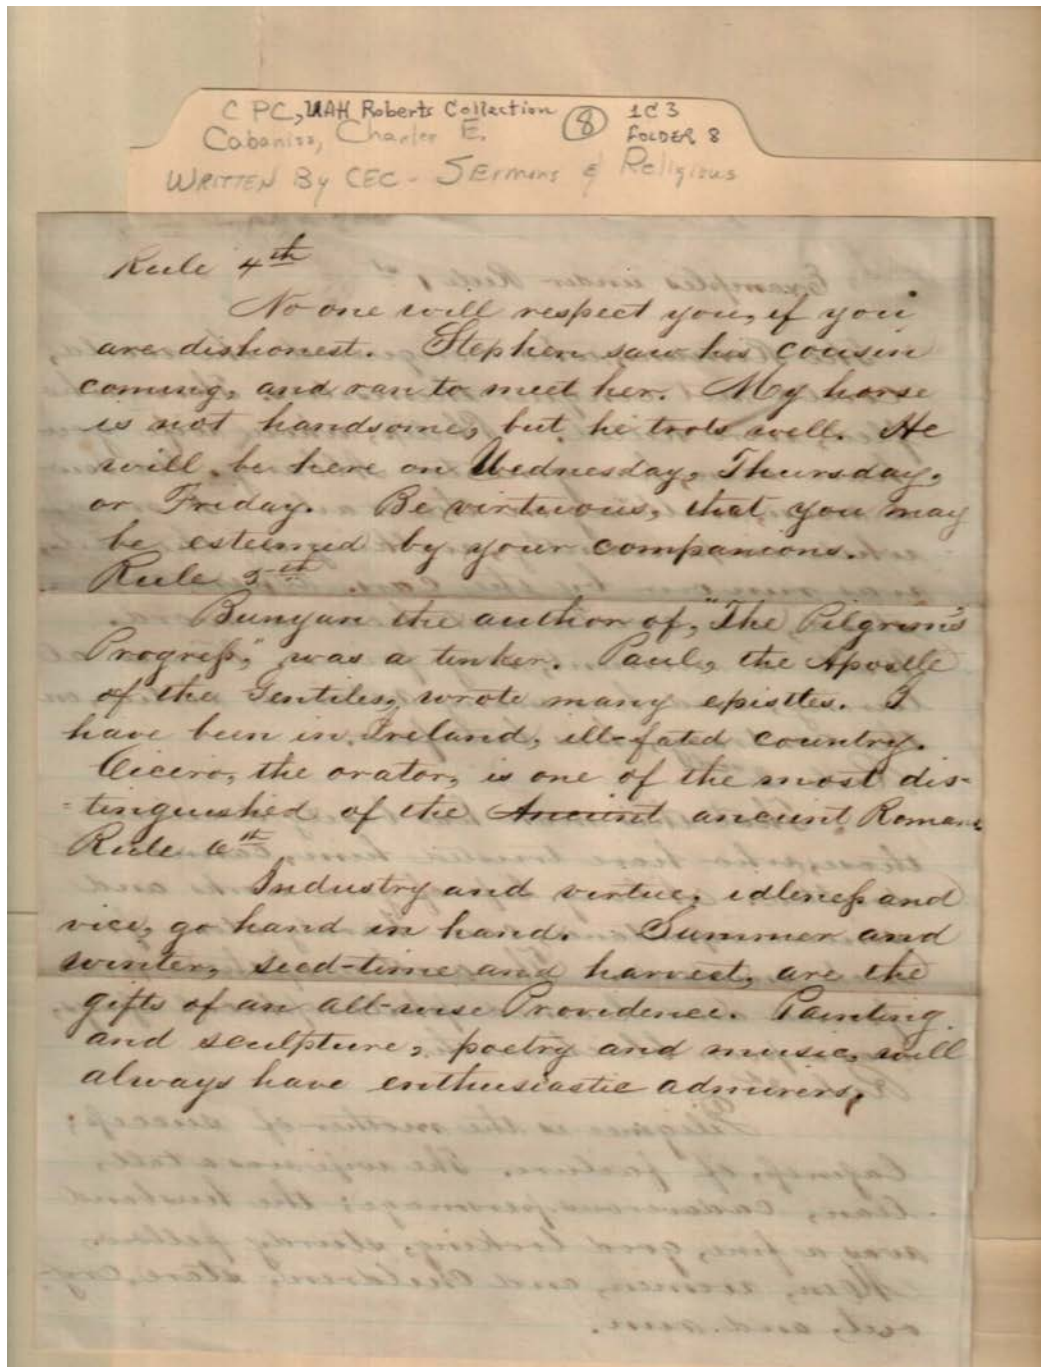 C PC, UAH Roberts Collection 8 1C3
Cabaniss, Charles E. FOLDER 8
WRITTEN By CEC - SErmons & Religious
Rule 4th
No one will respect you, if you
are dishonest. Stephen saw his cousin
coming, and ran to meet her. My horse
is not handsome, but he trots well. He
will be here on Wednesday, Thursday,
or Friday. Be virtuous, that you may
be esteemed by your companions.
Rule 5th
Bunyan the author of, "The Pilgrim's
Progress," was a tinker. Paul, the Apostle
of the Gentiles, wrote many epistles. I
have been in Ireland, ill-fated country.
Cicero, the orator, is one of the most dis-
-tinguished of the Ancient ancient Romans
Rule 6th
Industry and virtue, idleness and
vice, go hand in hand. Summer and
winter, seed-time and harvest, are the
gifts of an all-wise Providence. Painting
and sculpture, poetry and music, will
always have enthusiastic admirers,